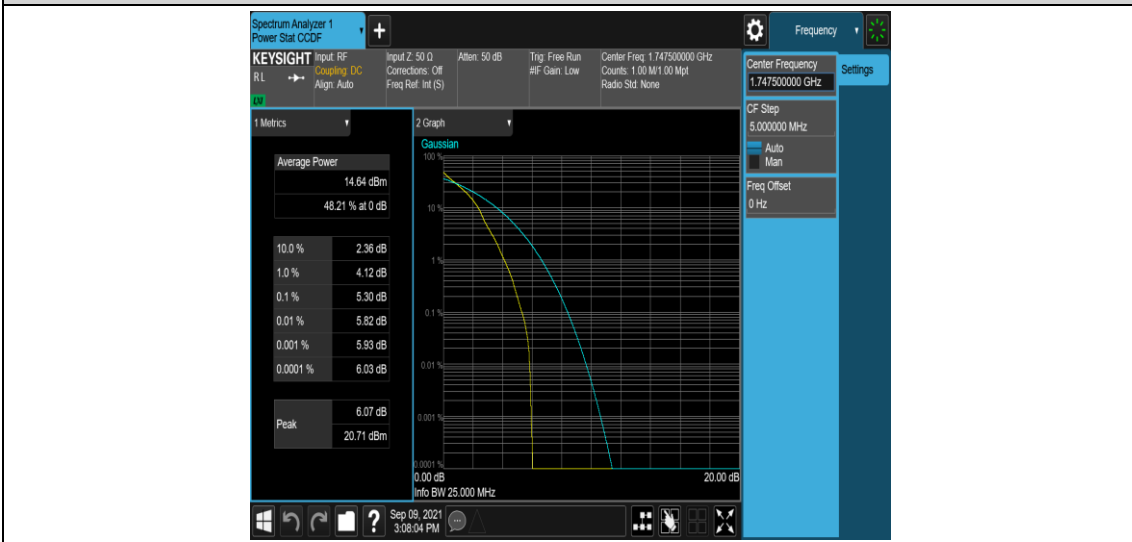 Spectrum Analyzer 1
Power Stat CCDF
+
Frequency
KEYSIGHT
RL
LXI
Input: RF
Coupling: DC
Align: Auto
Input Z: 50 Ω
Corrections: Off
Freq Ref: Int (S)
Atten: 50 dB
Trig: Free Run
#IF Gain: Low
Center Freq: 1.747500000 GHz
Counts: 1.00 M/1.00 Mpt
Radio Std: None
Center Frequency
1.747500000 GHz
Settings
CF Step
5.000000 MHz
Auto
Man
Freq Offset
0 Hz
1 Metrics
Average Power
14.64 dBm
48.21 % at 0 dB
10.0 % 2.36 dB
1.0 % 4.12 dB
0.1 % 5.30 dB
0.01 % 5.82 dB
0.001 % 5.93 dB
0.0001 % 6.03 dB
Peak
6.07 dB
20.71 dBm
2 Graph
Gaussian
100 %
10 %
1 %
0.1 %
0.01 %
0.001 %
0.0001 %
0.00 dB 20.00 dB
Info BW 25.000 MHz
?
Sep 09, 2021
3:08:04 PM